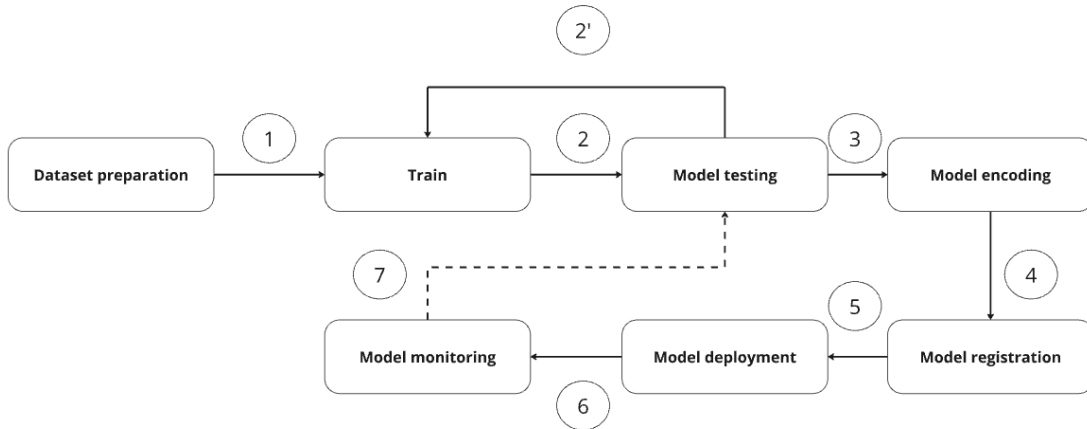 2'
1
2
3
Dataset preparation
Train
Model testing
Model encoding
7
4
5
Model monitoring
Model deployment
Model registration
6